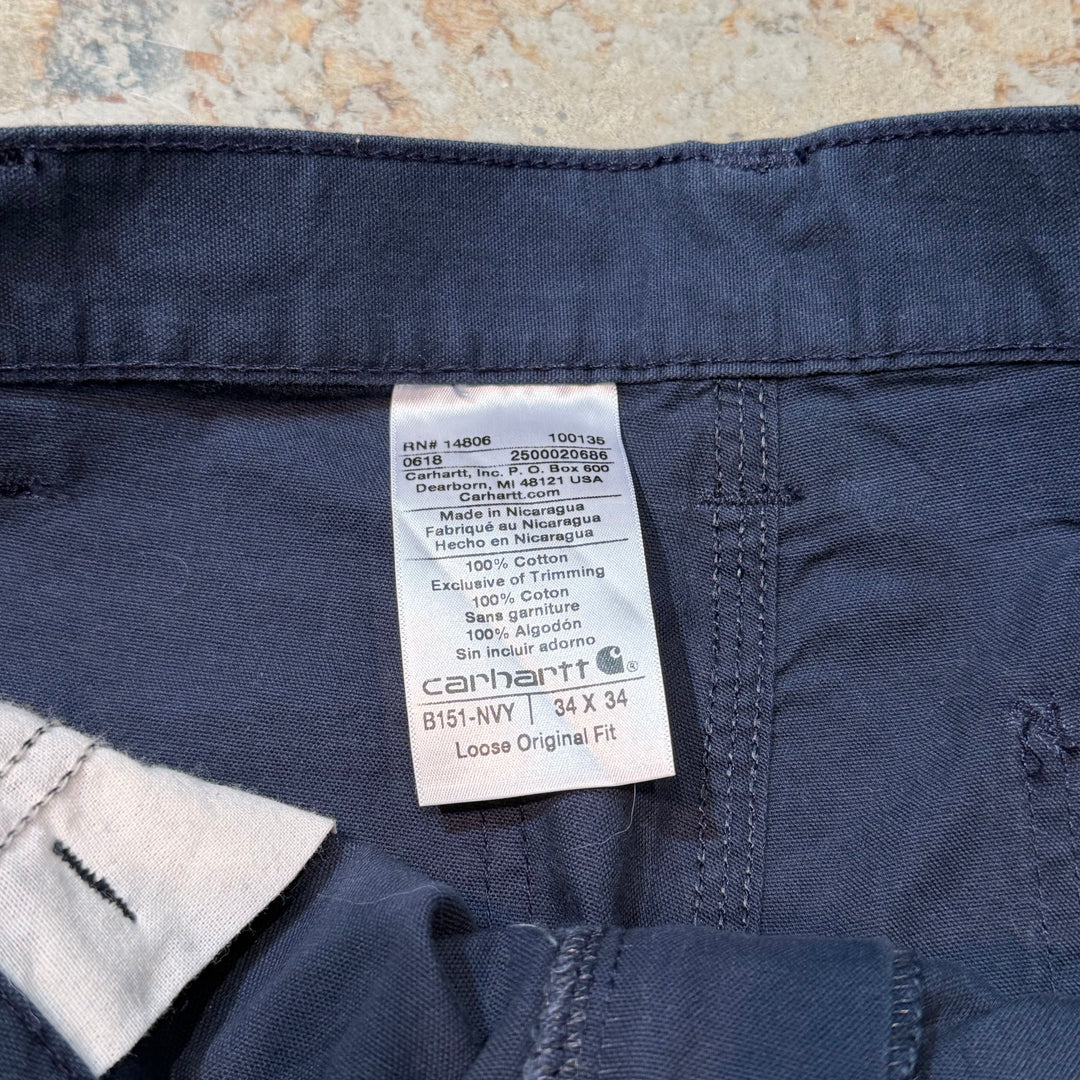 RN# 14806 100135
0618 2500020686
Carhartt, Inc. P. O. Box 600
Dearborn, MI 48121 USA
Carhartt.com
Made in Nicaragua
Fabriqué au Nicaragua
Hecho en Nicaragua
100% Cotton
Exclusive of Trimming
100% Coton
Sans garniture
100% Algodón
Sin incluir adorno
carhartt ®
B151-NVY | 34 X 34
Loose Original Fit